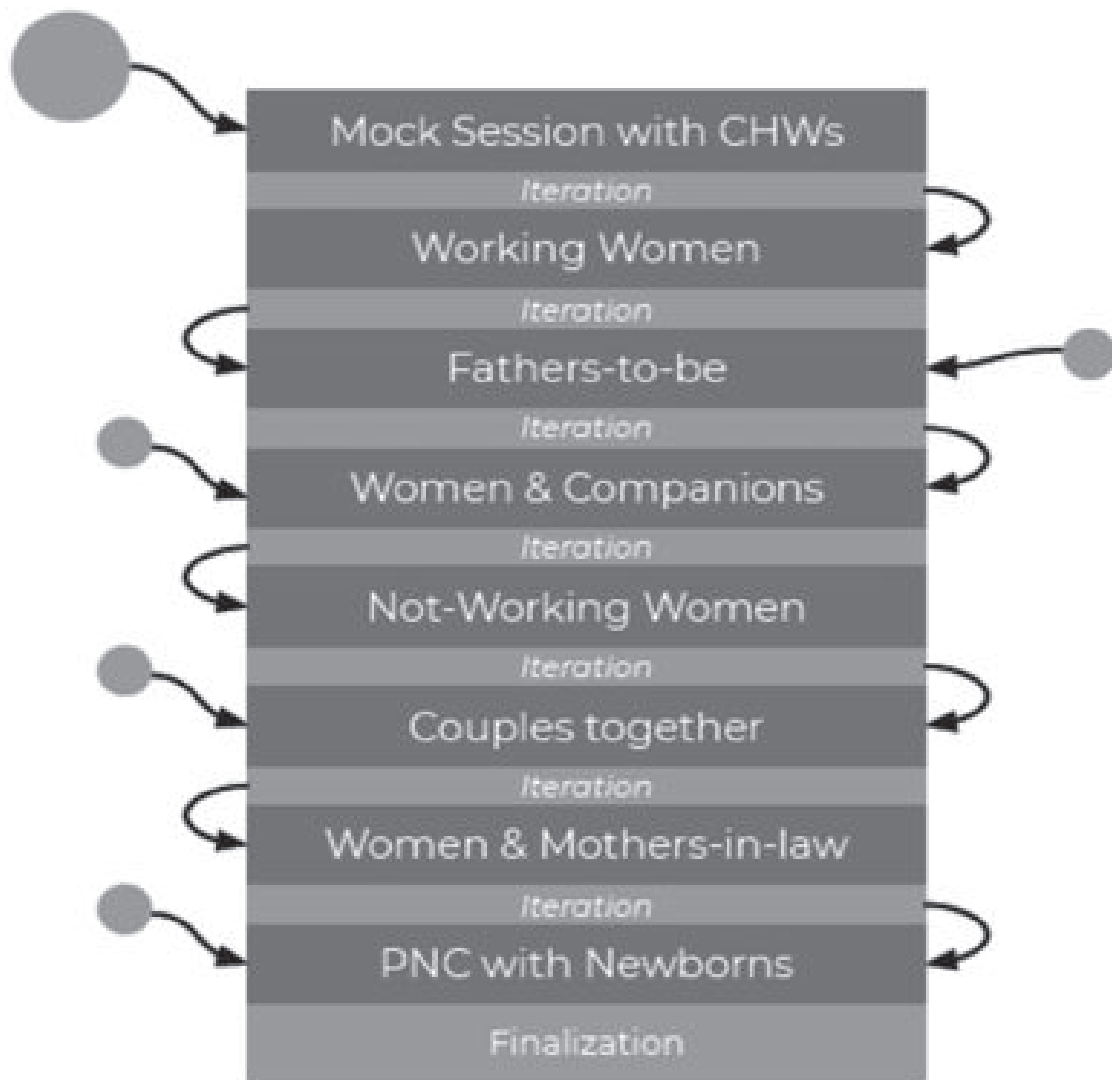 Mock Session with CHWs
Iteration
Working Women
Iteration
Fathers-to-be
Iteration
Women & Companions
Iteration
Not-Working Women
Iteration
Couples together
Iteration
Women & Mothers-in-law
Iteration
PNC with Newborns
Finalization